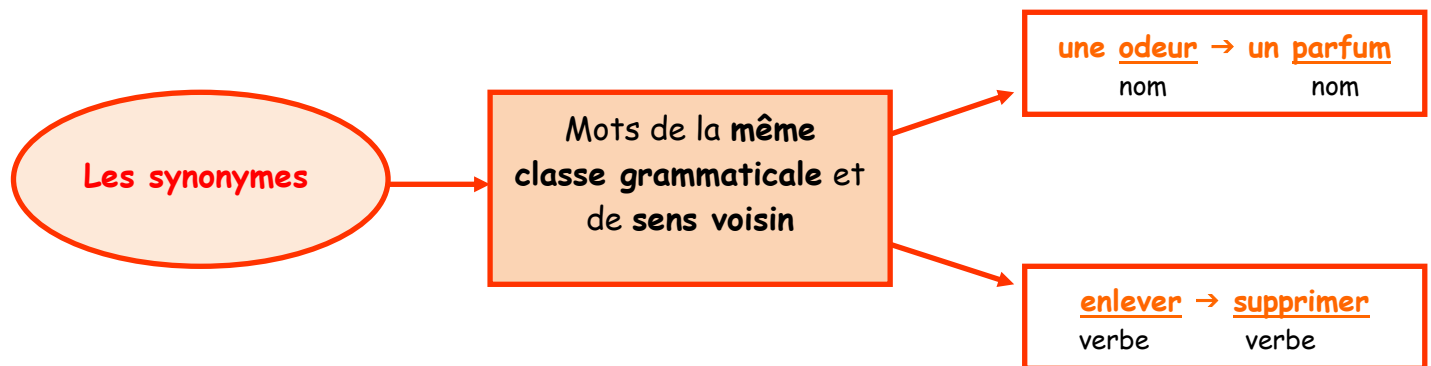 Les synonymes
Mots de la même
classe grammaticale et
de sens voisin
une odeur → un parfum
nom nom
enlever → supprimer
verbe verbe